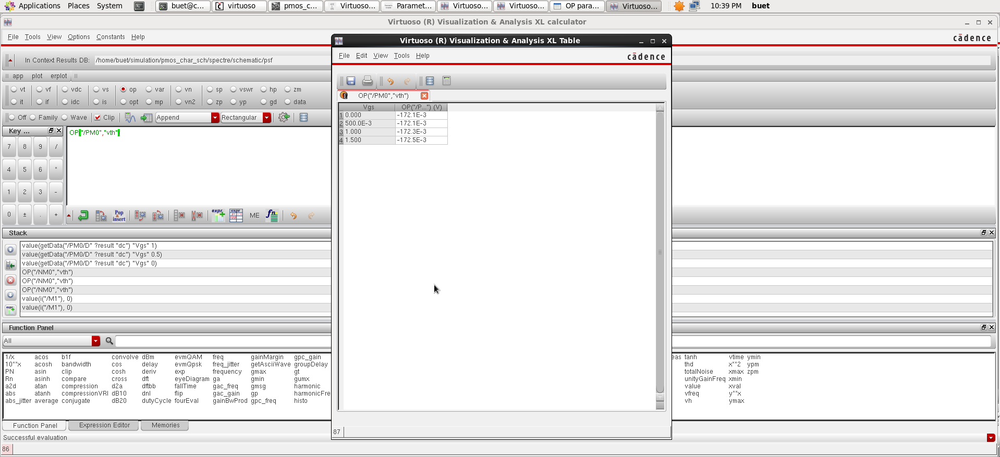 Applications Places System buet@c... virtuoso pmos_c... Virtuoso... Paramet... Virtuoso... Virtuoso... OP para... Virtuoso... 10:39 PM buet
Virtuoso (R) Visualization & Analysis XL calculator
File Tools View Options Constants Help
cādence
In Context Results DB: /home/buet/simulation/pmos_char_sch/spectre/schematic/psf
app plot erplot
vt vf vdc vs op var vn sp vswr hp zm
it if idc is opt mp vn2 zp yp gd data
Off Family Wave Clip Append Rectangular
Key ...
OP("/PM0","vth")
7 8 9 /
4 5 6 *
1 2 3 -
0 ± . +
Pop insert
expr
expr
ME
fn
Stack
value(getData("/PM0/D" ?result "dc") "Vgs" 1)
value(getData("/PM0/D" ?result "dc") "Vgs" 0.5)
value(getData("/PM0/D" ?result "dc") "Vgs" 0)
OP("/NM0","vth")
OP("/NM0","vth")
OP("/NM0","vth")
value(i("/M1"), 0)
value(i("/M1"), 0)
expr
Function Panel
All
1/x acos b1f convolve dBm evmQAM freq gainMargin gpc_gain eas tanh vtime ymin
10**x acosh bandwidth cos delay evmQpsk freq_jitter getAsciiWave groupDelay thd x**2 ypm
PN asin clip cosh deriv exp frequency gmax gt totalNoise xmax zpm
Rn asinh compare cross dft eyeDiagram ga gmin gumx unityGainFreq xmin
a2d atan compression d2a dftbb fallTime gac_freq gmsg harmonic value xval
abs atanh compressionVRI dB10 dnl flip gac_gain gp harmonicFre vfreq y**x
abs_jitter average conjugate dB20 dutyCycle fourEval gainBwProd gpc_freq histo vh ymax
Function Panel Expression Editor Memories
Successful evaluation
86
Virtuoso (R) Visualization & Analysis XL Table
File Edit View Tools Help
cādence
OP("/PM0","vth")
Vgs OP("/P...") (V)
1 0.000 -172.1E-3
2 500.0E-3 -172.1E-3
3 1.000 -172.3E-3
4 1.500 -172.5E-3
87